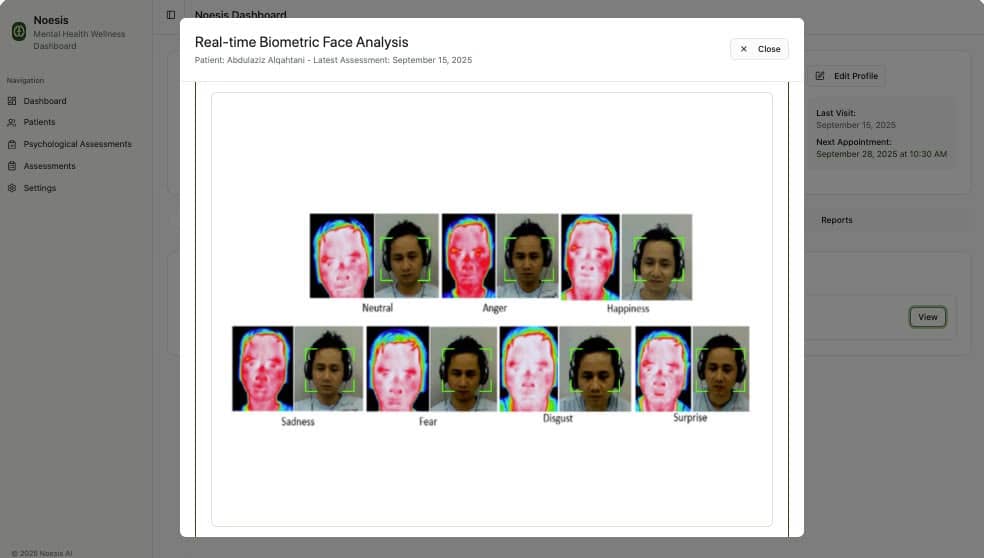 Noesis
Mental Health Wellness
Dashboard
Navigation
Dashboard
Patients
Psychological Assessments
Assessments
Settings
© 2025 Noesis AI
Noesis Dashboard
Real-time Biometric Face Analysis
Patient: Abdulaziz Alqahtani - Latest Assessment: September 15, 2025
× Close
Neutral Anger Happiness
Sadness Fear Disgust Surprise
Edit Profile
Last Visit:
September 15, 2025
Next Appointment:
September 28, 2025 at 10:30 AM
Reports
View